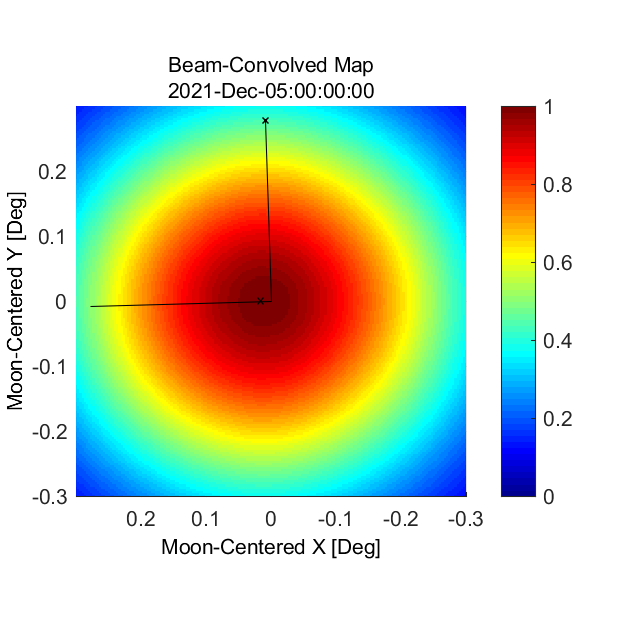 Beam-Convolved Map
2021-Dec-05:00:00:00
Moon-Centered Y [Deg]
0.2
0.1
0
-0.1
-0.2
-0.3
0.2 0.1 0 -0.1 -0.2 -0.3
Moon-Centered X [Deg]
1
0.8
0.6
0.4
0.2
0